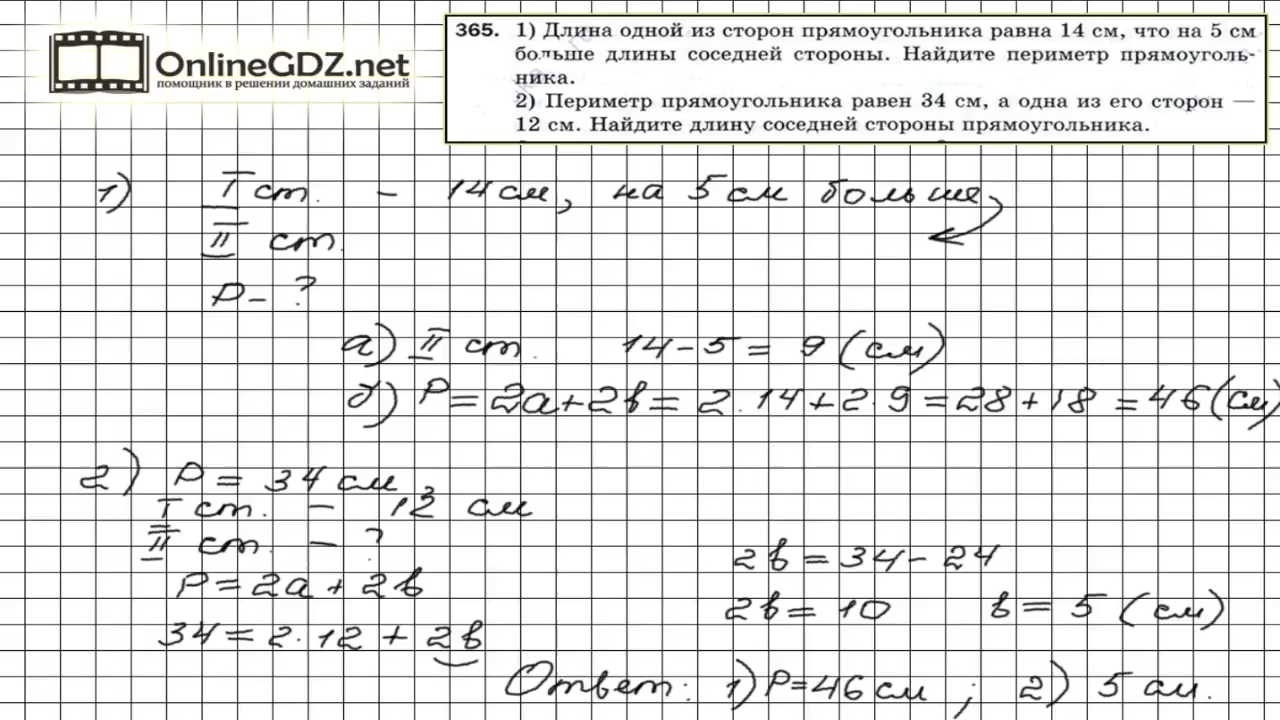 OnlineGDZ.net
помощник в решении домашних заданий
365. 1) Длина одной из сторон прямоугольника равна 14 см, что на 5 см
больше длины соседней стороны. Найдите периметр прямоуголь-
ника.
2) Периметр прямоугольника равен 34 см, а одна из его сторон —
12 см. Найдите длину соседней стороны прямоугольника.
1) I ст. - 14 см, на 5 см больше,
II ст.
P - ?
а) II ст. 14 - 5 = 9 (см)
б) P = 2a + 2b = 2·14 + 2·9 = 28 + 18 = 46 (см)
2) P = 34 см
I ст. - 12 см
II ст. - ?
P = 2a + 2b
34 = 2·12 + 2b
2b = 34 - 24
2b = 10 b = 5 (см)
Ответ: 1) P = 46 см; 2) 5 см.